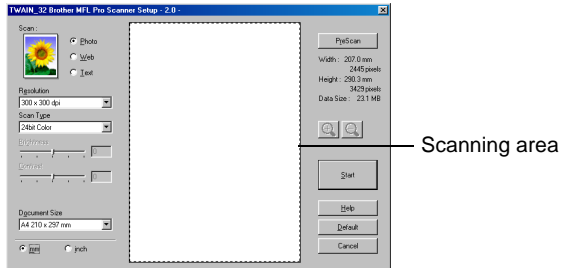 TWAIN_32 Brother MFL Pro Scanner Setup - 2.0 -
Scan :
Photo
Web
Text
Resolution
300 x 300 dpi
Scan Type
24bit Color
Brightness
0
Contrast
0
Document Size
A4 210 x 297 mm
mm
inch
PreScan
Width : 207.0 mm
2445 pixels
Height : 290.3 mm
3429 pixels
Data Size : 23.1 MB
Start
Help
Default
Cancel
Scanning area